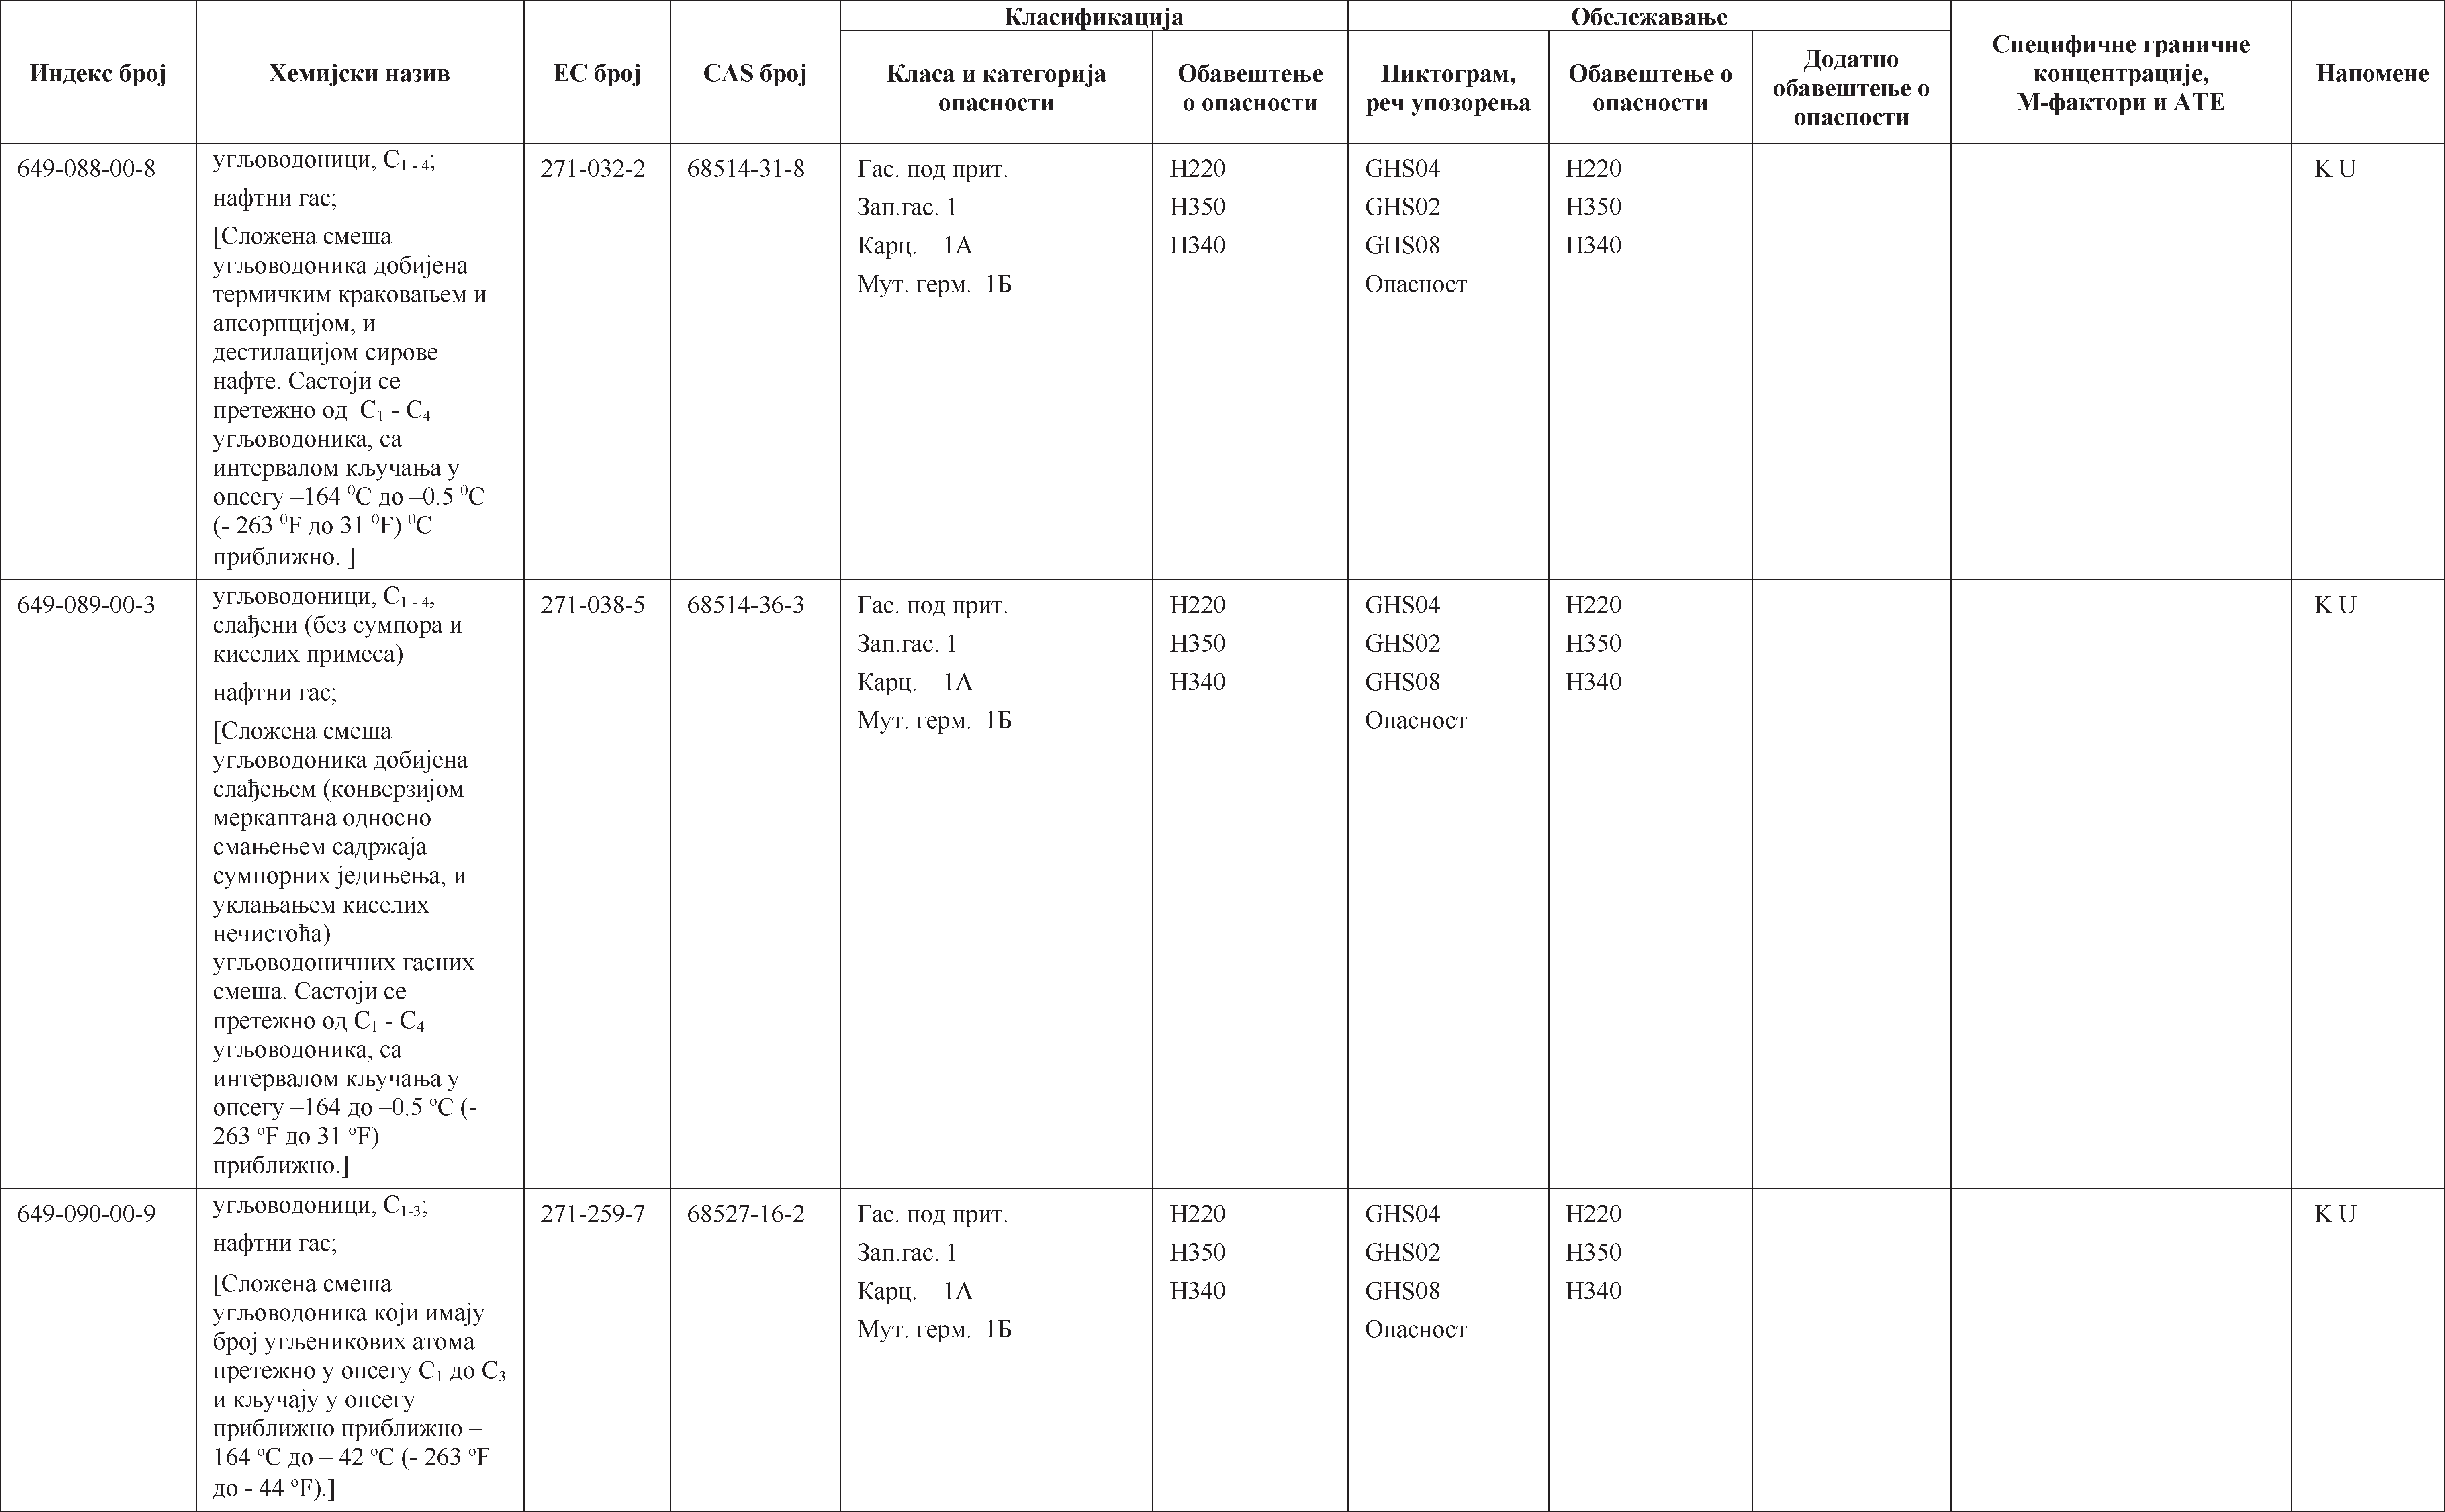 Индекс број
Хемијски назив
ЕС број
CAS број
Класификација
Обележавање
Специфичне граничне
концентрације,
М-фактори и АТЕ
Напомене
Класа и категорија
опасности
Обавештење
о опасности
Пиктограм,
реч упозорења
Обавештење о
опасности
Додатно
обавештење о
опасности
649-088-00-8
угљоводоници, C1 - 4;
нафтни гас;
[Сложена смеша
угљоводоника добијена
термичким краковањем и
апсорпцијом, и
дестилацијом сирове
нафте. Састоји се
претежно од  C1 - C4
угљоводоника, са
интервалом кључања у
опсегу –164 ⁰C до –0.5 ⁰C
(- 263 ⁰F до 31 ⁰F) ⁰C
приближно. ]
271-032-2
68514-31-8
Гас. под прит.
Зап.гас. 1
Карц.    1А
Мут. герм.  1Б
H220
H350
H340
GHS04
GHS02
GHS08
Опасност
H220
H350
H340
K U
649-089-00-3
угљоводоници, C1 - 4,
слађени (без сумпора и
киселих примеса)
нафтни гас;
[Сложена смеша
угљоводоника добијена
слађењем (конверзијом
меркаптана односно
смањењем садржаја
сумпорних једињења, и
уклањањем киселих
нечистоћа)
угљоводоничних гасних
смеша. Састоји се
претежно од C1 - C4
угљоводоника, са
интервалом кључања у
опсегу –164 до –0.5 ºC (-
263 ºF до 31 ºF)
приближно.]
271-038-5
68514-36-3
Гас. под прит.
Зап.гас. 1
Карц.    1А
Мут. герм.  1Б
H220
H350
H340
GHS04
GHS02
GHS08
Опасност
H220
H350
H340
K U
649-090-00-9
угљоводоници, C1-3;
нафтни гас;
[Сложена смеша
угљоводоника који имају
број угљеникових атома
претежно у опсегу C1 до C3
и кључају у опсегу
приближно приближно –
164 ºC до – 42 ºC (- 263 ºF
до - 44 ºF).]
271-259-7
68527-16-2
Гас. под прит.
Зап.гас. 1
Карц.    1А
Мут. герм.  1Б
H220
H350
H340
GHS04
GHS02
GHS08
Опасност
H220
H350
H340
K U